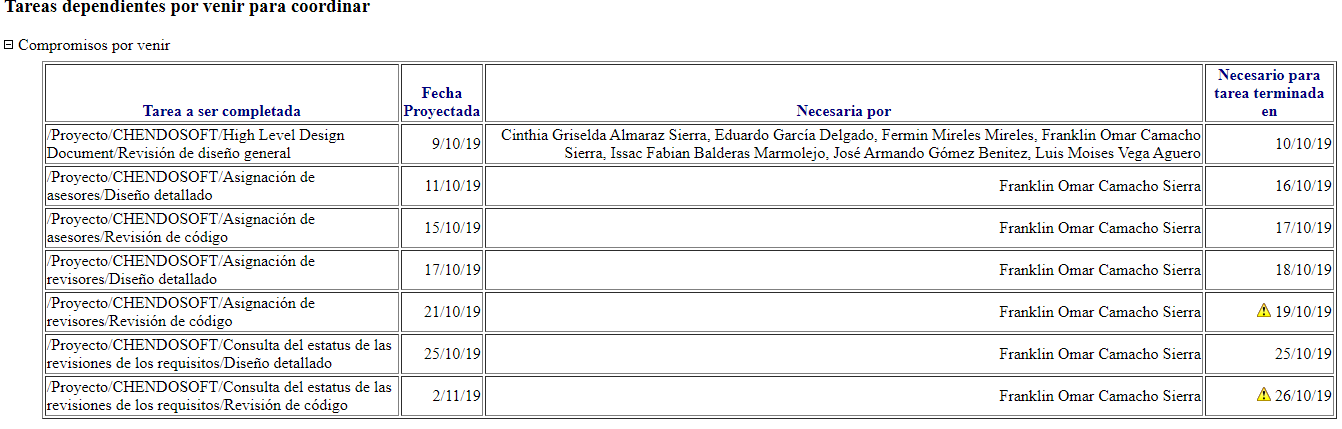 Tareas dependientes por venir para coordinar
Compromisos por venir
Tarea a ser completada
Fecha
Proyectada
Necesaria por
Necesario para
tarea terminada
en
/Proyecto/CHENDOSOFT/High Level Design
Document/Revisión de diseño general
9/10/19
Cinthia Griselda Almaraz Sierra, Eduardo García Delgado, Fermin Mireles Mireles, Franklin Omar Camacho
Sierra, Issac Fabian Balderas Marmolejo, José Armando Gómez Benitez, Luis Moises Vega Aguero
10/10/19
/Proyecto/CHENDOSOFT/Asignación de
asesores/Diseño detallado
11/10/19
Franklin Omar Camacho Sierra
16/10/19
/Proyecto/CHENDOSOFT/Asignación de
asesores/Revisión de código
15/10/19
Franklin Omar Camacho Sierra
17/10/19
/Proyecto/CHENDOSOFT/Asignación de
revisores/Diseño detallado
17/10/19
Franklin Omar Camacho Sierra
18/10/19
/Proyecto/CHENDOSOFT/Asignación de
revisores/Revisión de código
21/10/19
Franklin Omar Camacho Sierra
19/10/19
/Proyecto/CHENDOSOFT/Consulta del estatus de las
revisiones de los requisitos/Diseño detallado
25/10/19
Franklin Omar Camacho Sierra
25/10/19
/Proyecto/CHENDOSOFT/Consulta del estatus de las
revisiones de los requisitos/Revisión de código
2/11/19
Franklin Omar Camacho Sierra
26/10/19